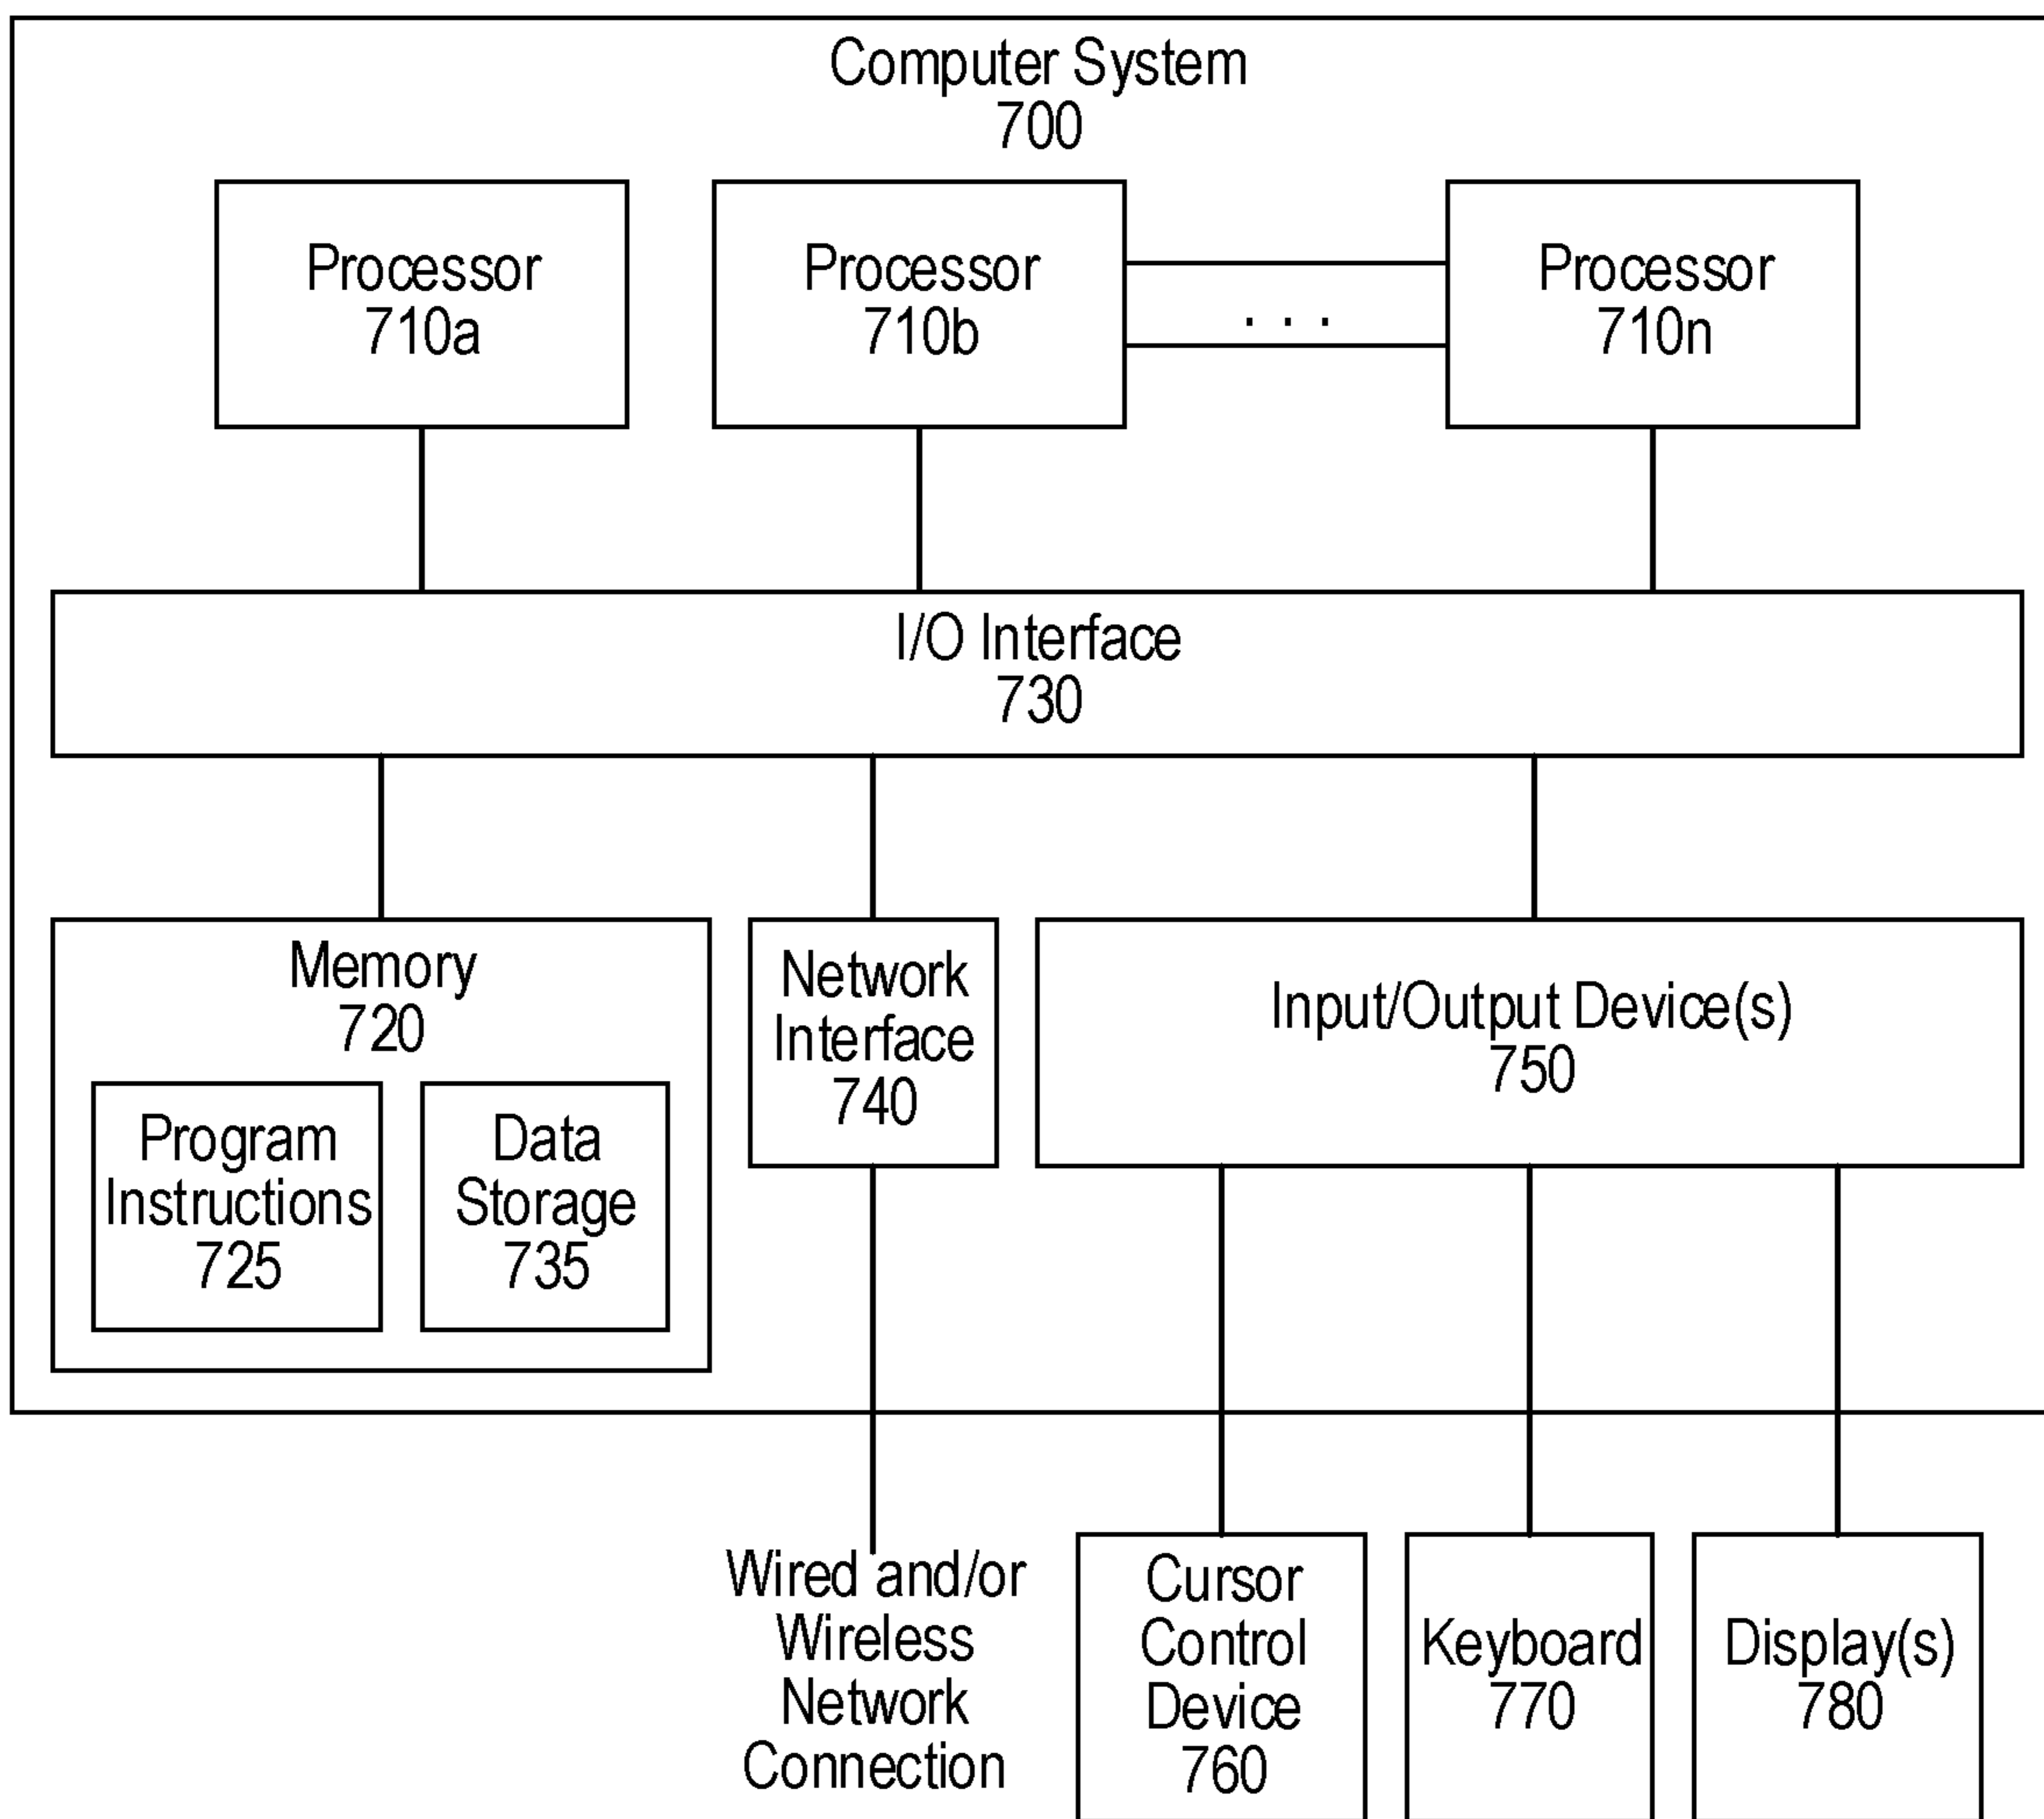 Computer System
700
Processor
710a
Processor
710b
. . .
Processor
710n
I/O Interface
730
Memory
720
Program
Instructions
725
Data
Storage
735
Network
Interface
740
Input/Output Device(s)
750
Wired and/or
Wireless
Network
Connection
Cursor
Control
Device
760
Keyboard
770
Display(s)
780